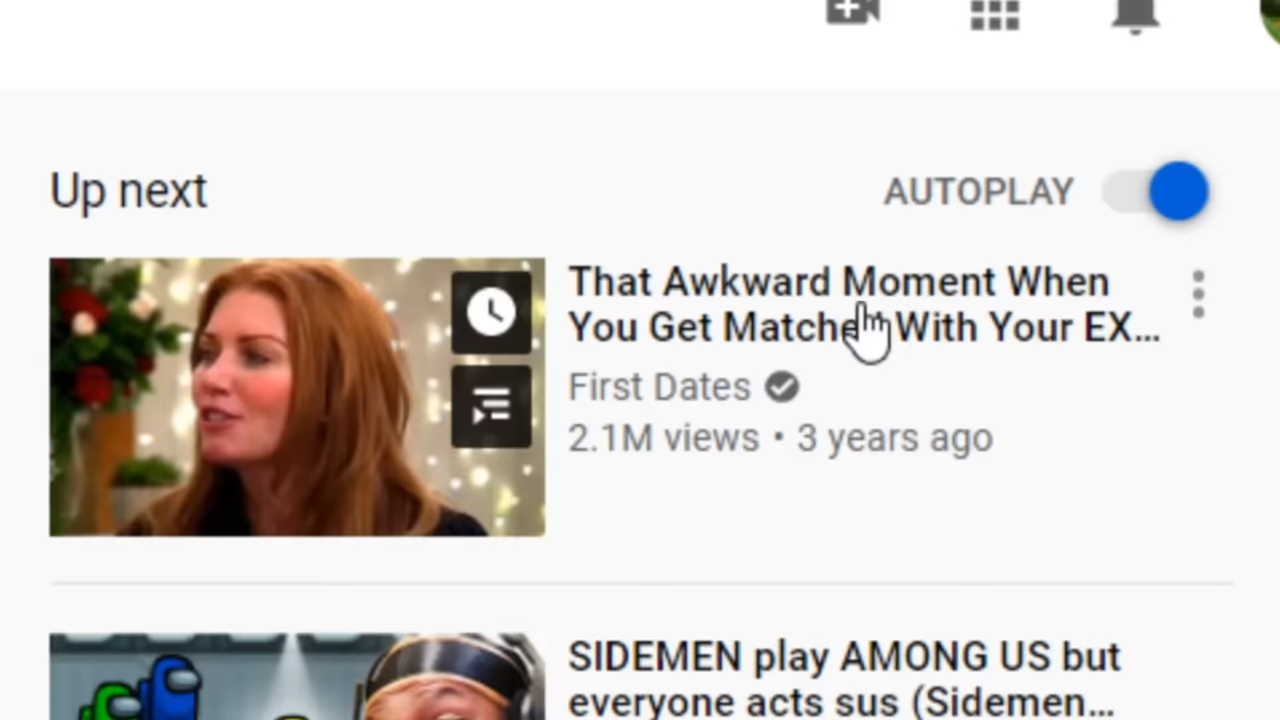 Up next
AUTOPLAY
That Awkward Moment When
You Get Matched With Your EX...
First Dates
2.1M views • 3 years ago
SIDEMEN play AMONG US but
everyone acts sus (Sidemen...